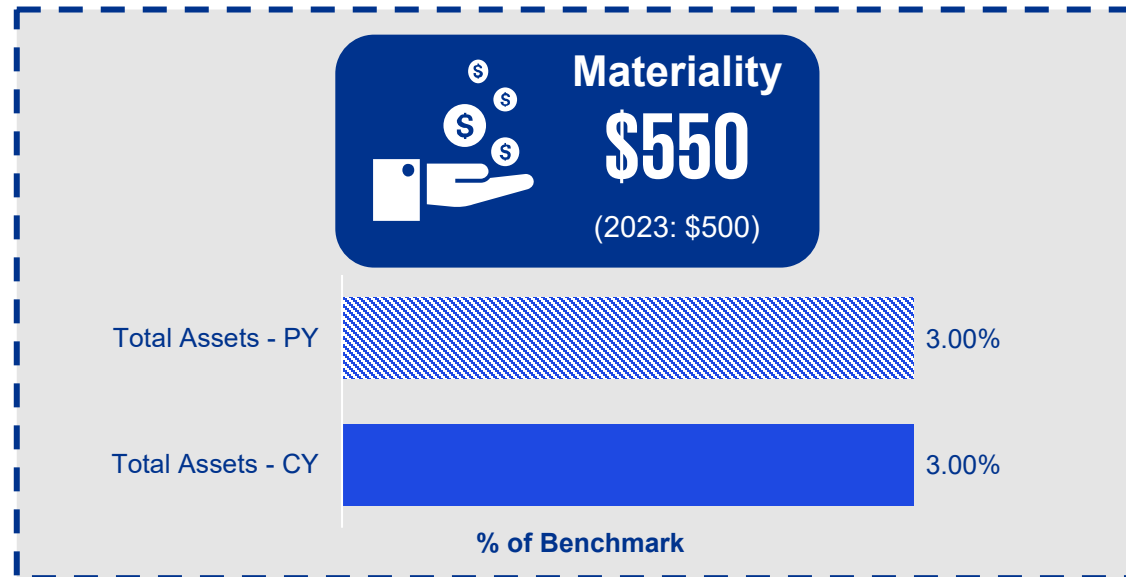 Materiality
$550
(2023: $500)
$
$
$
$
Total Assets - PY
3.00%
Total Assets - CY
3.00%
% of Benchmark